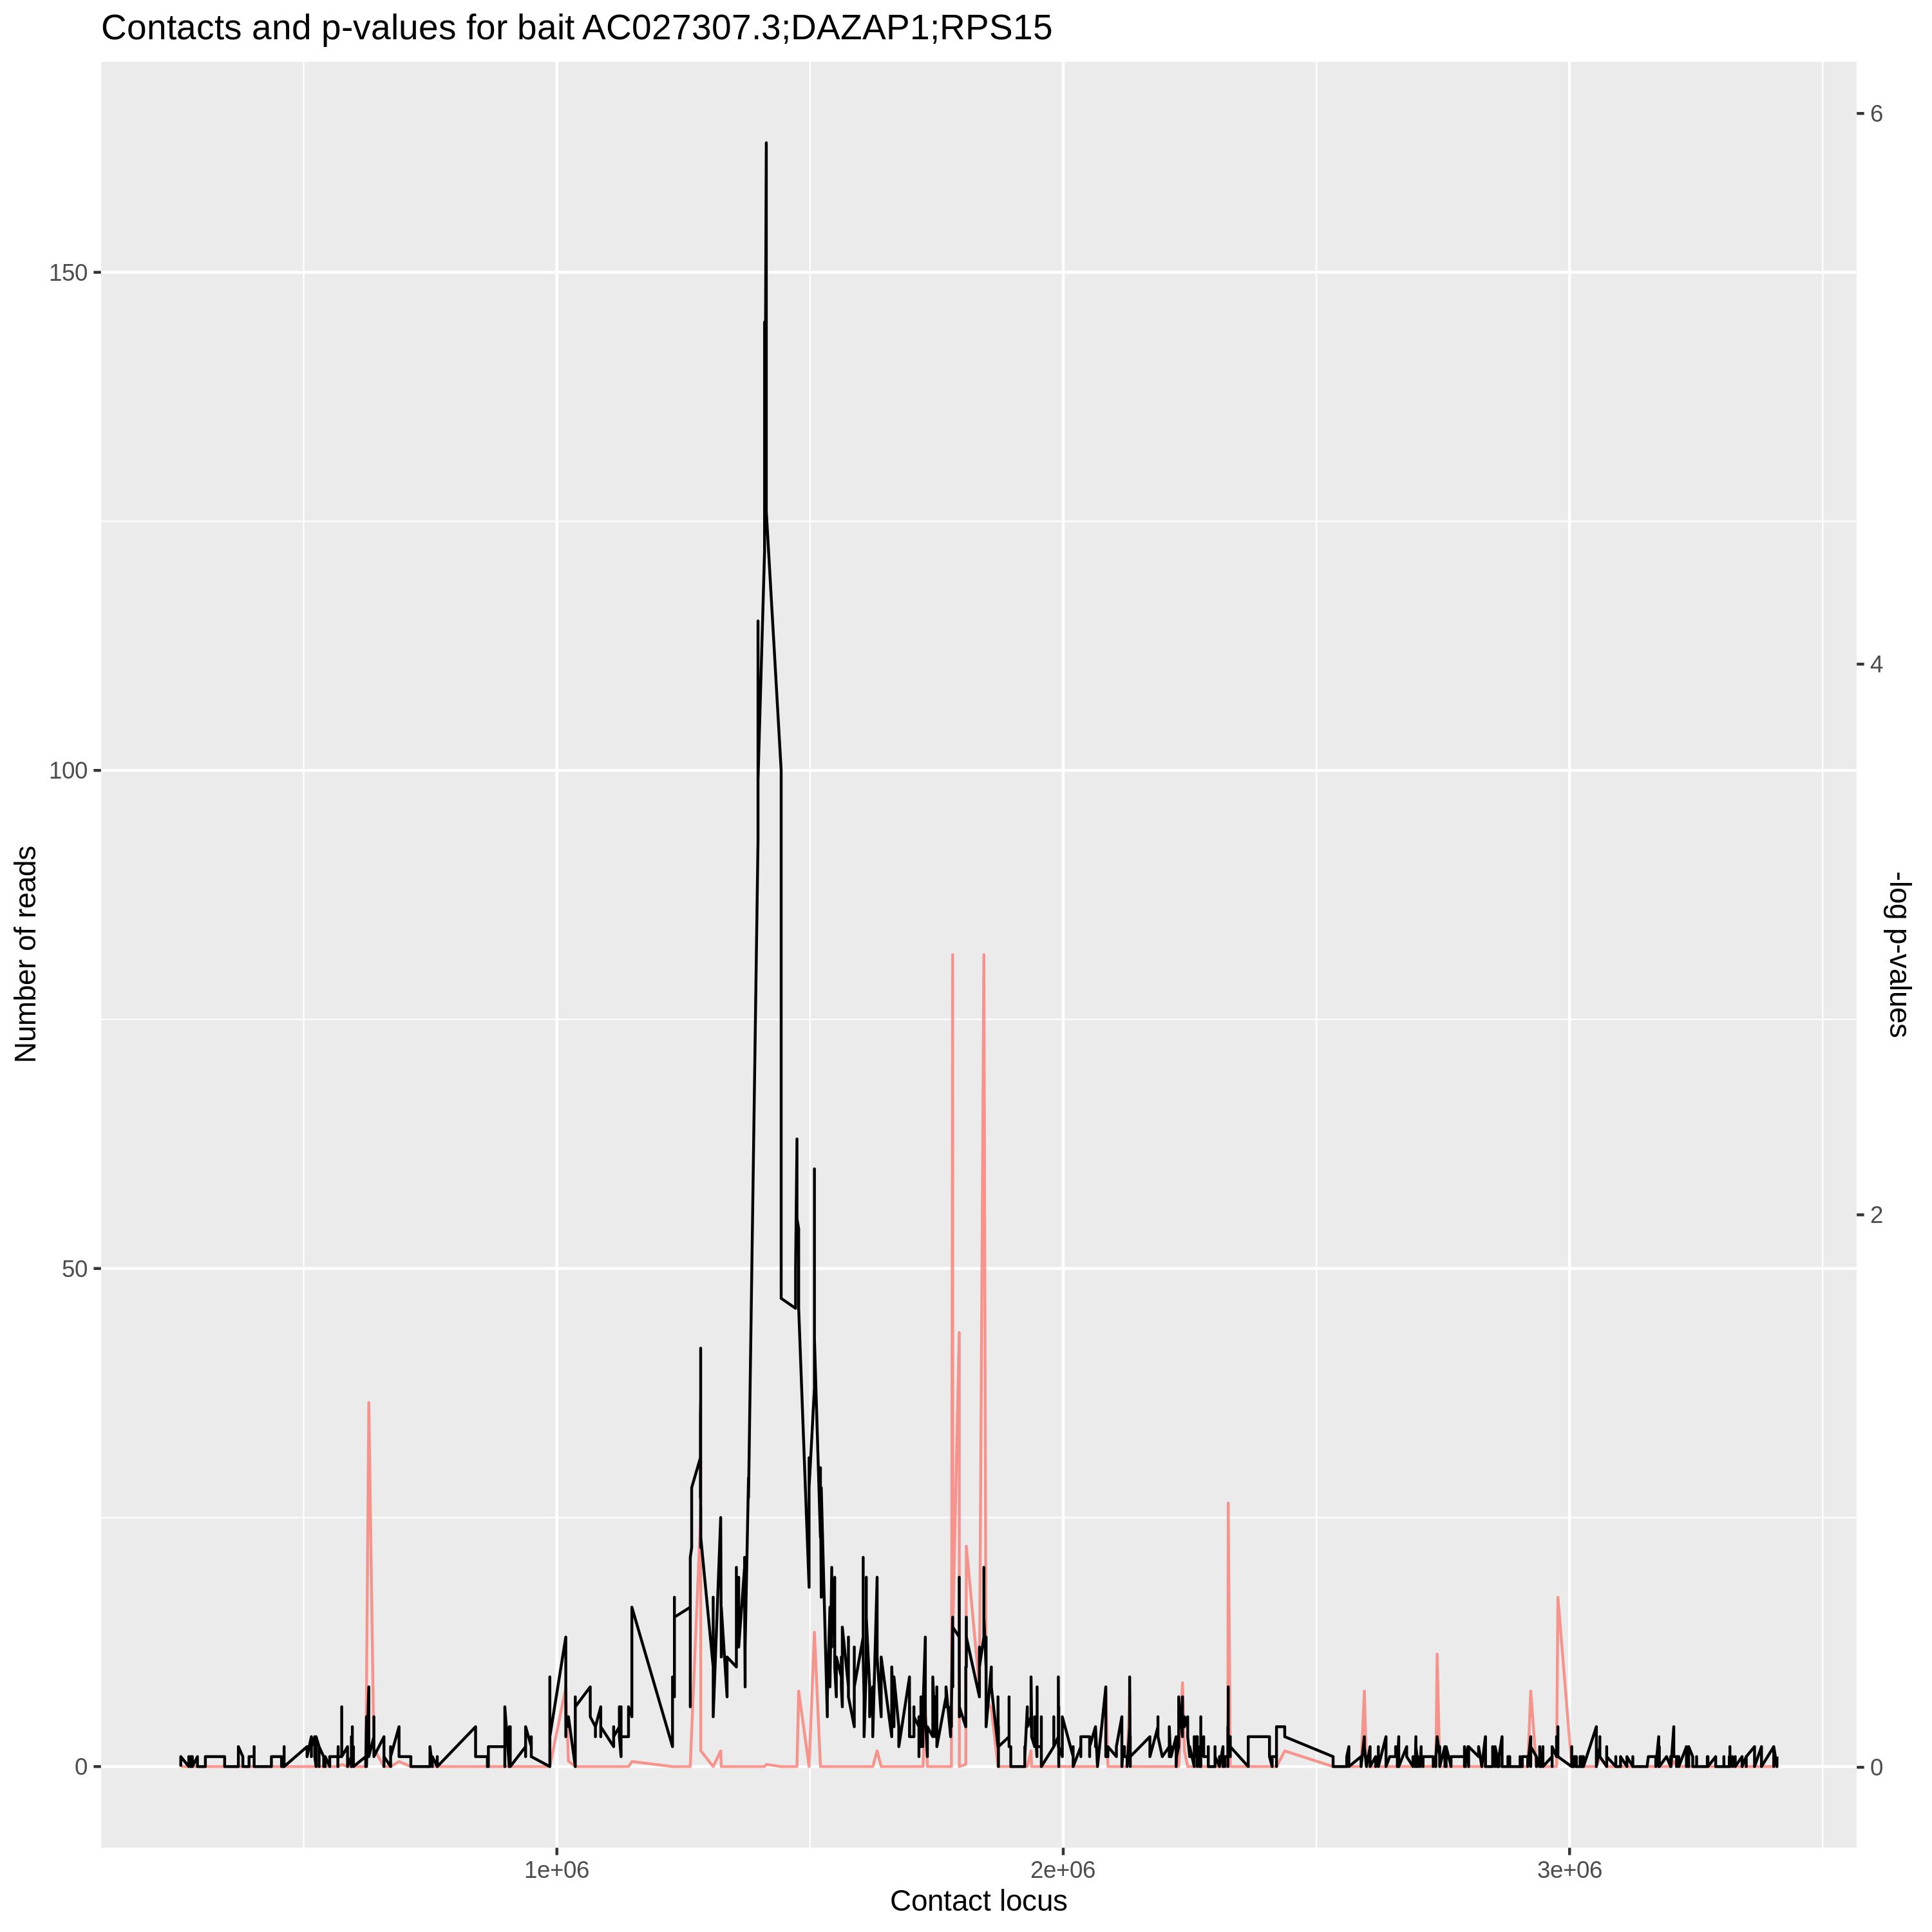 Contacts and p-values for bait AC027307.3;DAZAP1;RPS15
150
100
50
0
Number of reads
6
4
2
0
-log p-values
1e+06
2e+06
3e+06
Contact locus